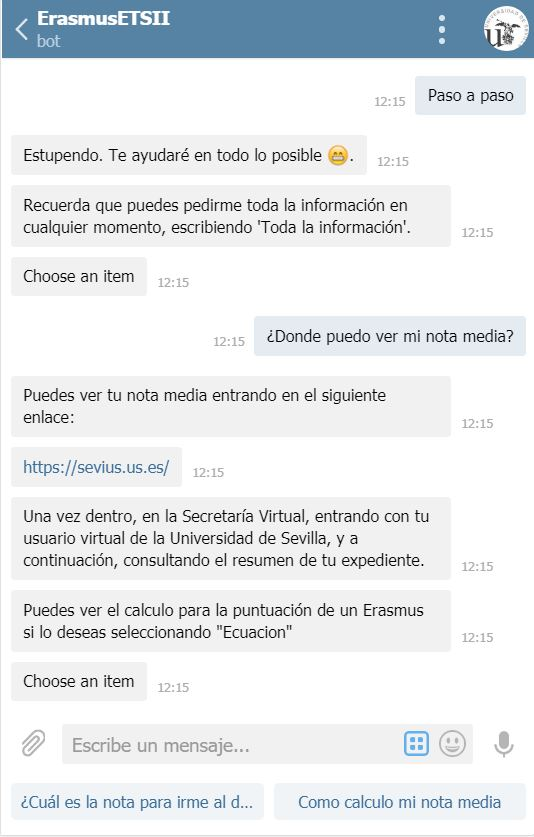 ErasmusETSII
bot
Paso a paso
12:15
Estupendo. Te ayudaré en todo lo posible 😁.
12:15
Recuerda que puedes pedirme toda la información en
cualquier momento, escribiendo 'Toda la información'.
12:15
Choose an item
12:15
¿Donde puedo ver mi nota media?
12:15
Puedes ver tu nota media entrando en el siguiente
enlace:
12:15
https://sevius.us.es/
12:15
Una vez dentro, en la Secretaría Virtual, entrando con tu
usuario virtual de la Universidad de Sevilla, y a
continuación, consultando el resumen de tu expediente.
12:15
Puedes ver el calculo para la puntuación de un Erasmus
si lo deseas seleccionando "Ecuacion"
12:15
Choose an item
12:15
Escribe un mensaje...
¿Cuál es la nota para irme al d...
Como calculo mi nota media